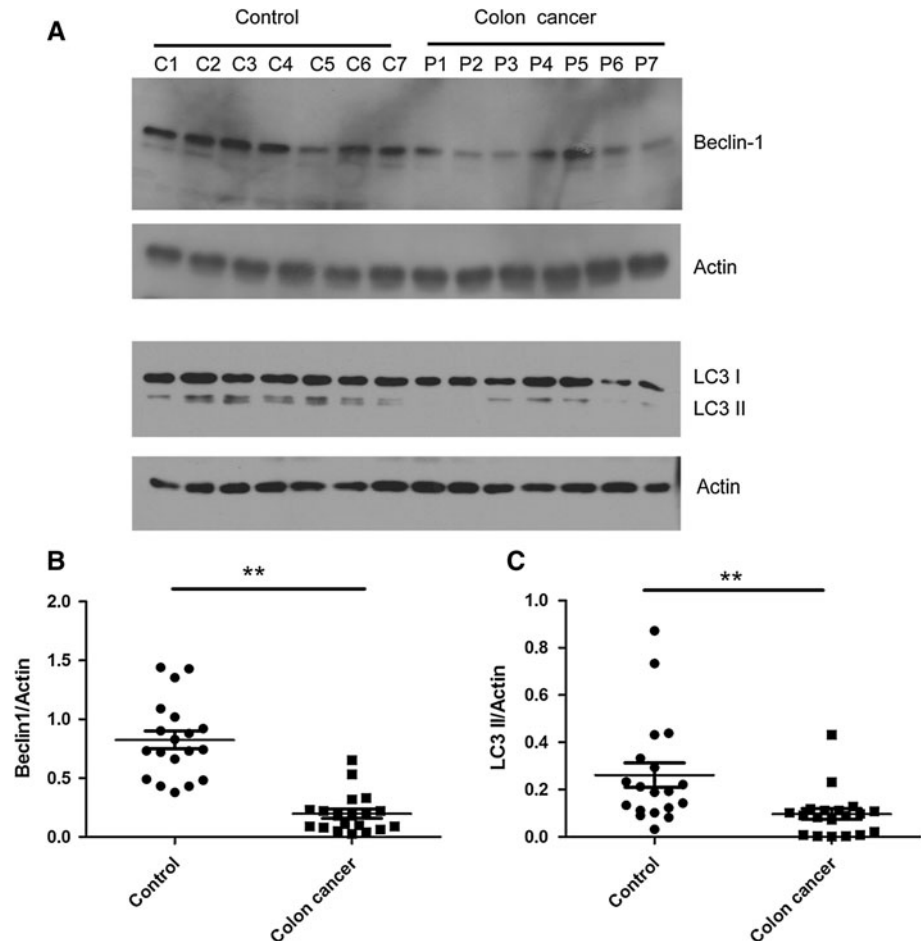 A
Control Colon cancer
C1 C2 C3 C4 C5 C6 C7 P1 P2 P3 P4 P5 P6 P7
Beclin-1
Actin
LC3 I
LC3 II
Actin
B
**
Beclin1/Actin
2.0
1.5
1.0
0.5
0.0
Control
Colon cancer
C
**
LC3 II/Actin
1.0
0.8
0.6
0.4
0.2
0.0
Control
Colon cancer